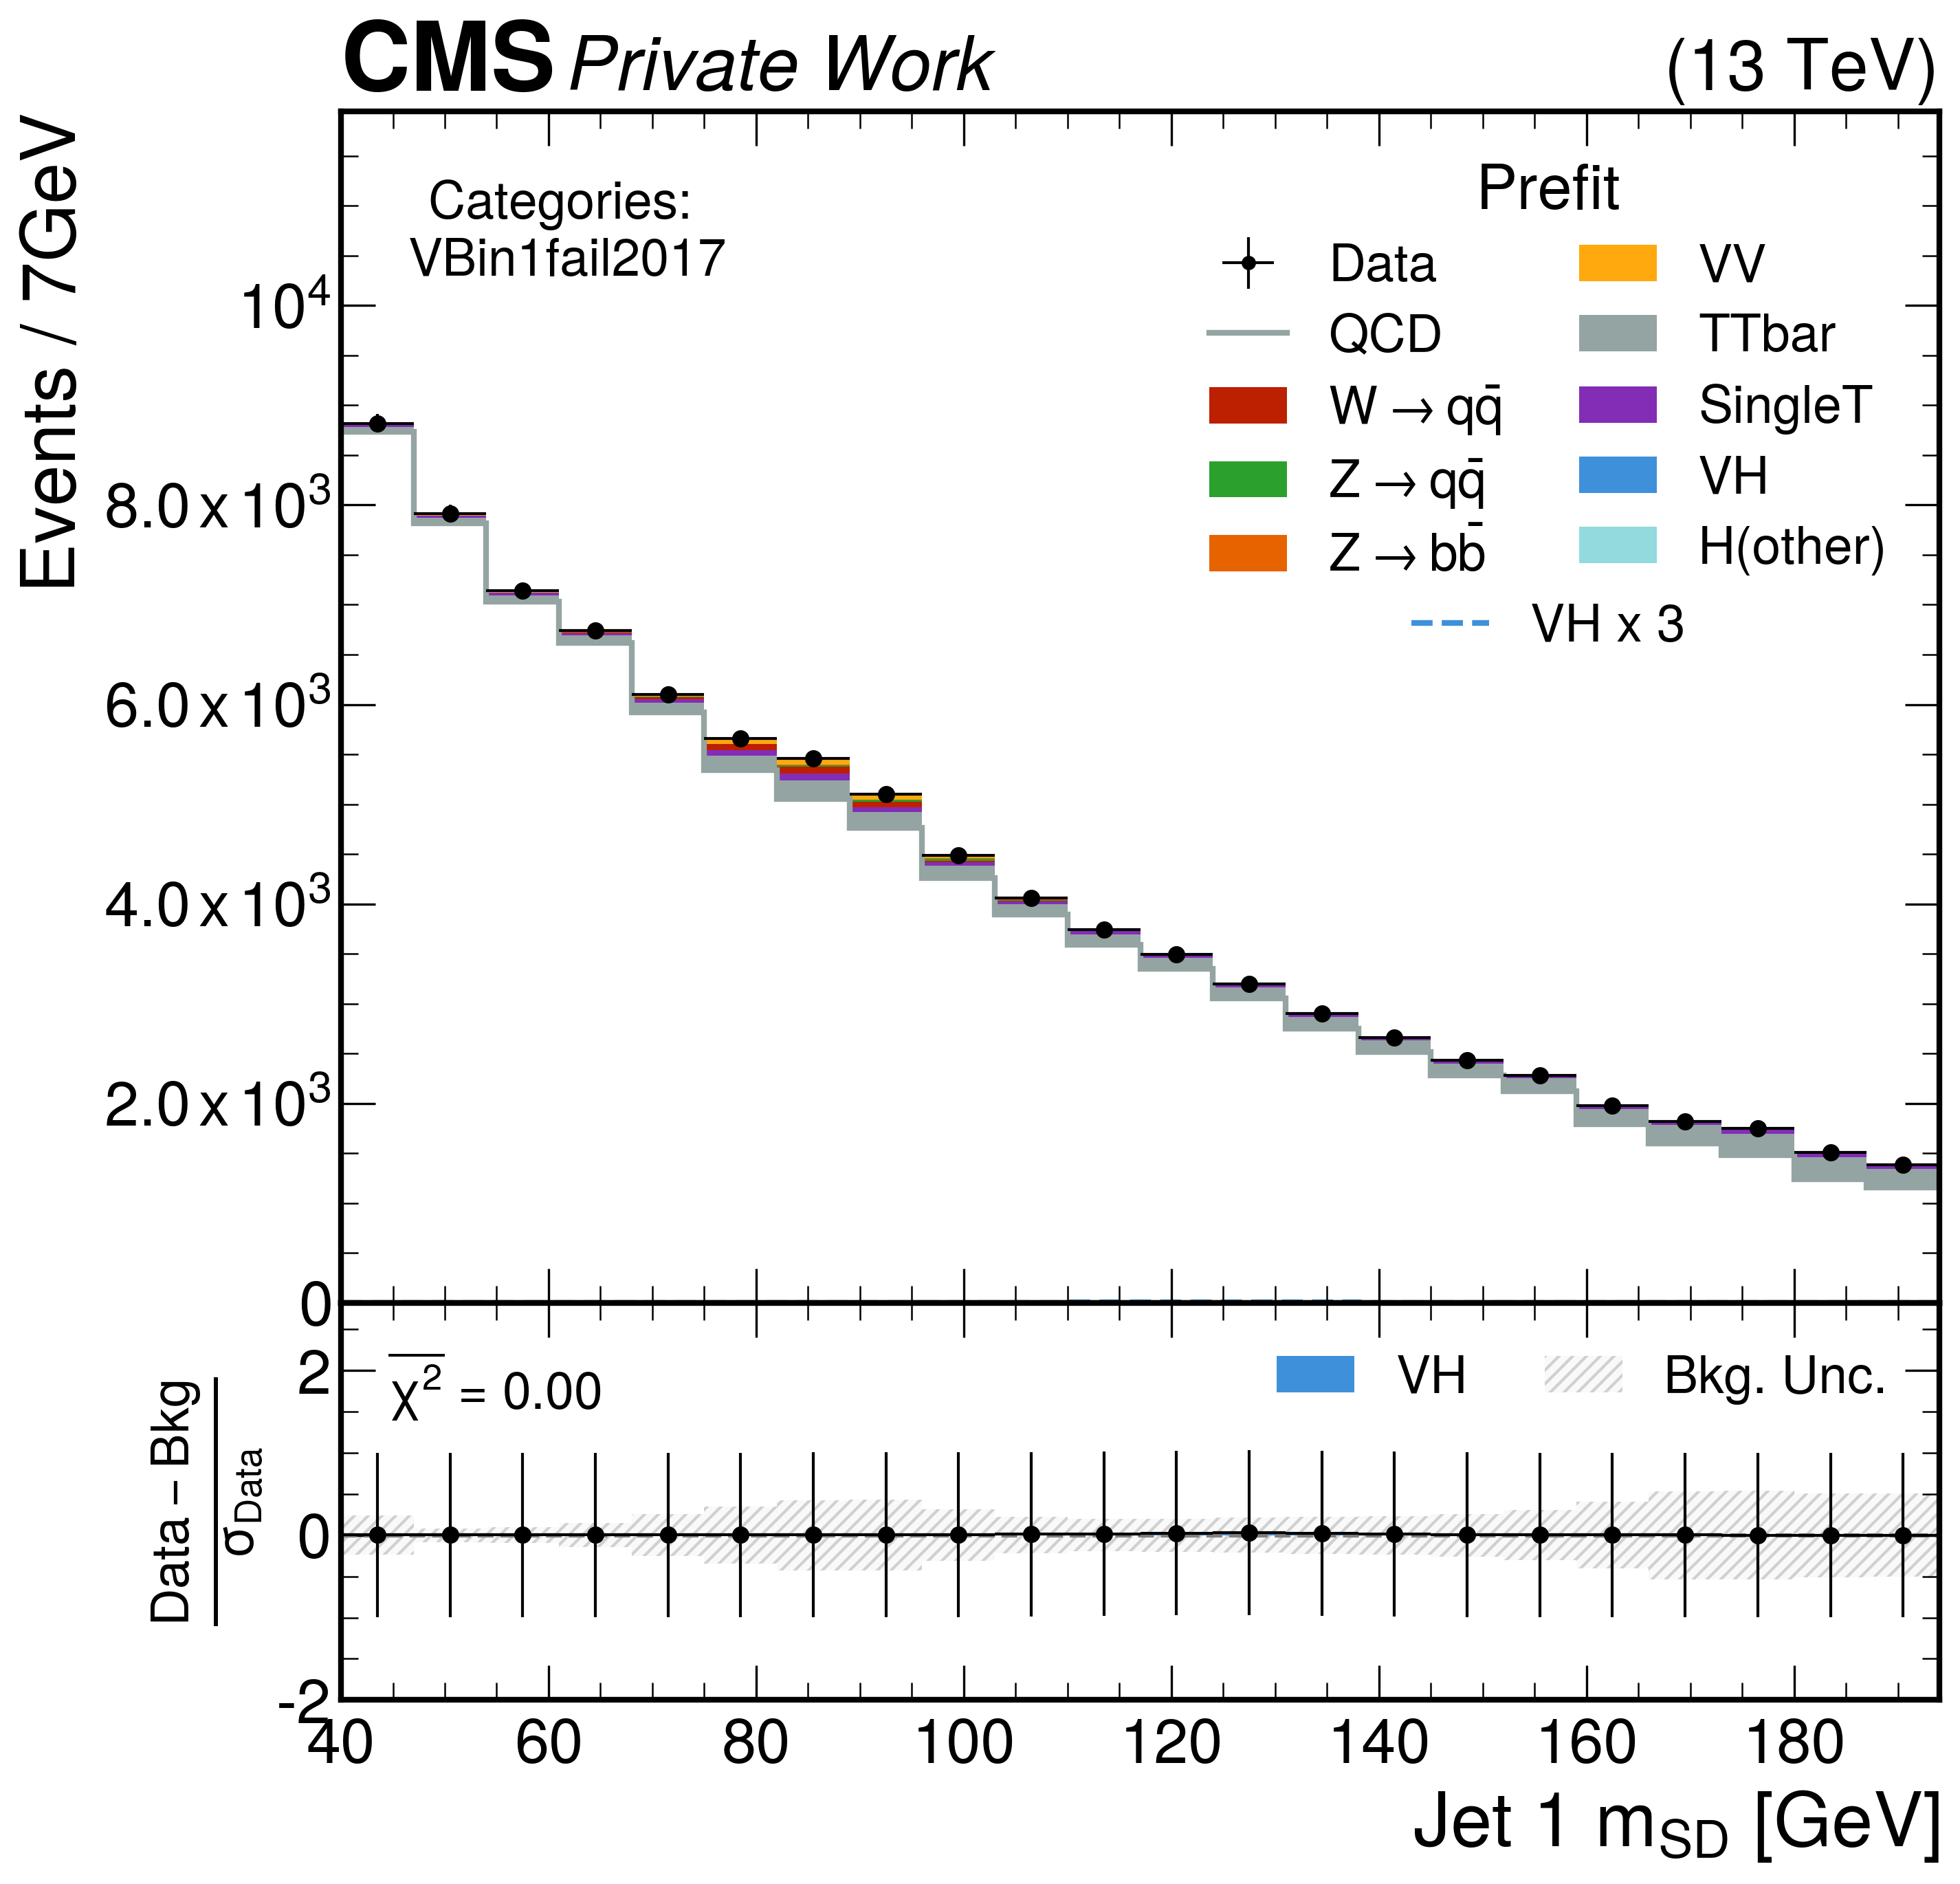 CMS Private Work (13 TeV)
Events / 7GeV
Categories:
VBin1fail2017
Prefit
Data
QCD
W → qq̄
Z → qq̄
Z → bb̄
VV
TTbar
SingleT
VH
H(other)
VH x 3
10⁴
8.0 x 10³
6.0 x 10³
4.0 x 10³
2.0 x 10³
0
Data − Bkg
σ_Data
χ² = 0.00
VH
Bkg. Unc.
2
0
-2
40 60 80 100 120 140 160 180
Jet 1 m_SD [GeV]